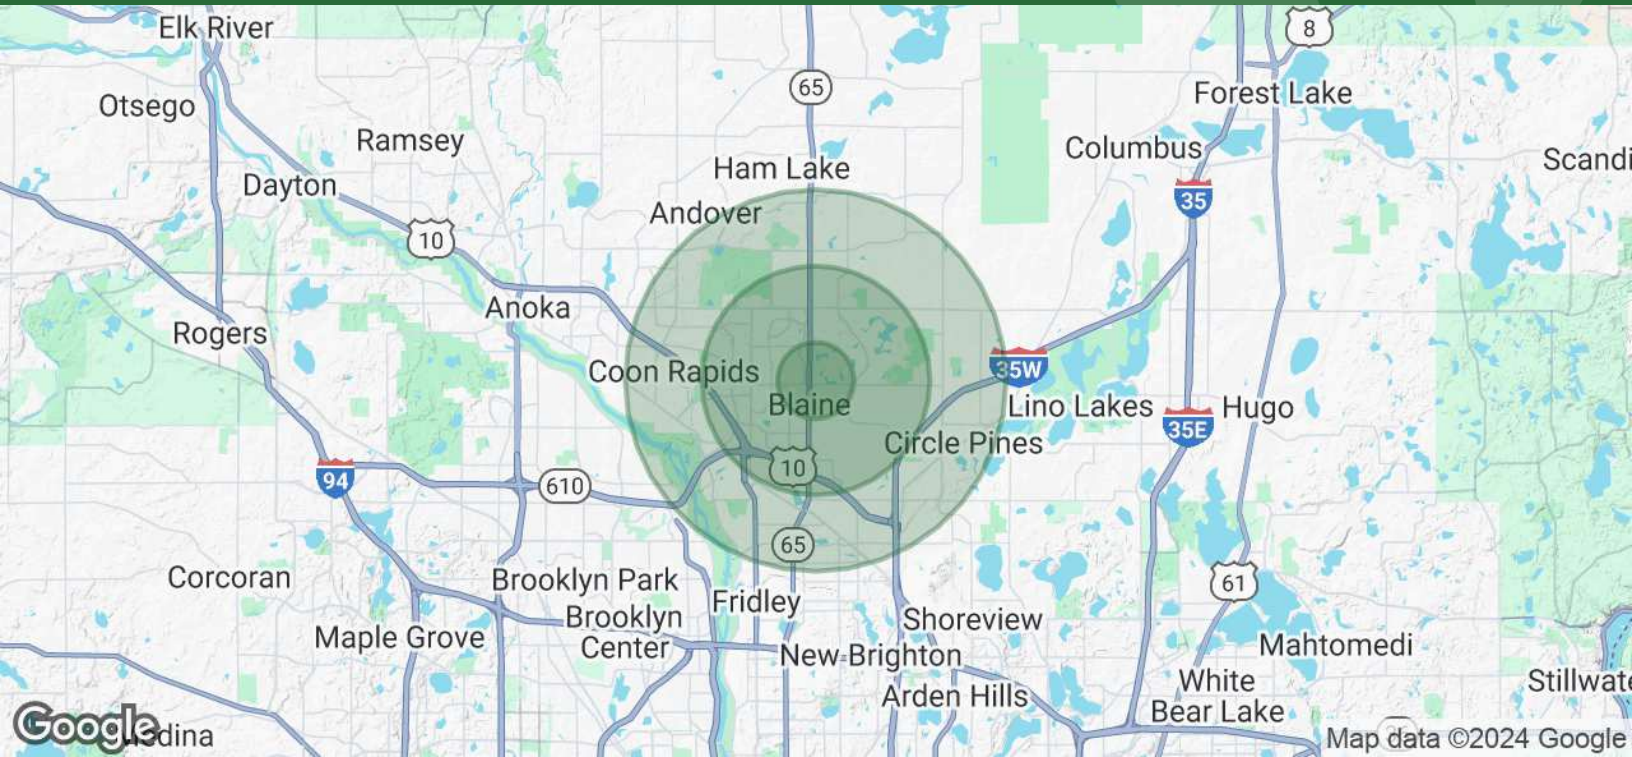 Elk River
8
65
Forest Lake
Otsego
Ramsey
Columbus
Scandi
Ham Lake
Dayton
35
Andover
10
Anoka
Rogers
Coon Rapids
35W
Blaine
Lino Lakes
Hugo
35E
Circle Pines
10
94
610
65
Corcoran
Brooklyn Park
61
Fridley
Brooklyn
Center
Shoreview
Maple Grove
Mahtomedi
New Brighton
White
Bear Lake
Stillwate
Arden Hills
Google
edina
Map data ©2024 Google